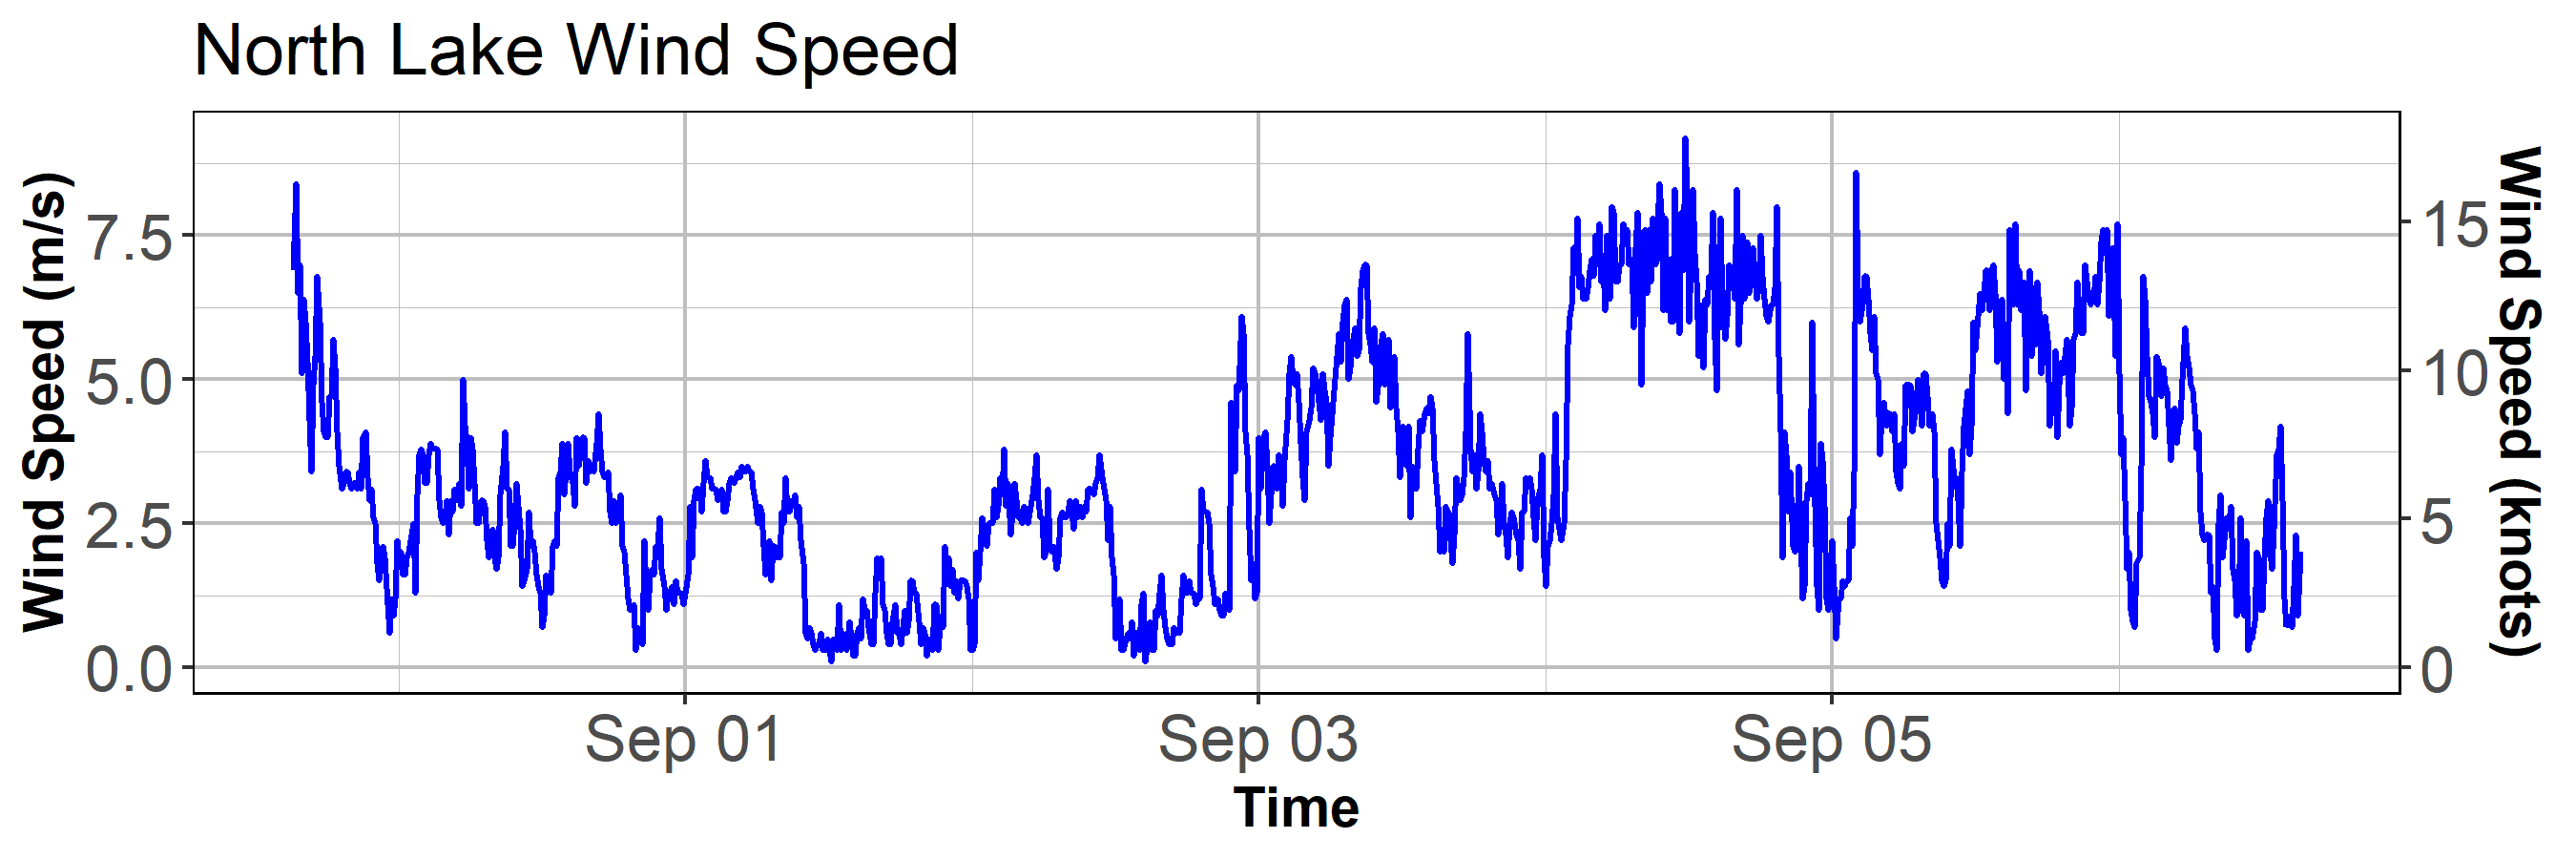 North Lake Wind Speed
Wind Speed (m/s)
7.5
5.0
2.5
0.0
15
10
5
0
Wind Speed (knots)
Sep 01
Sep 03
Sep 05
Time